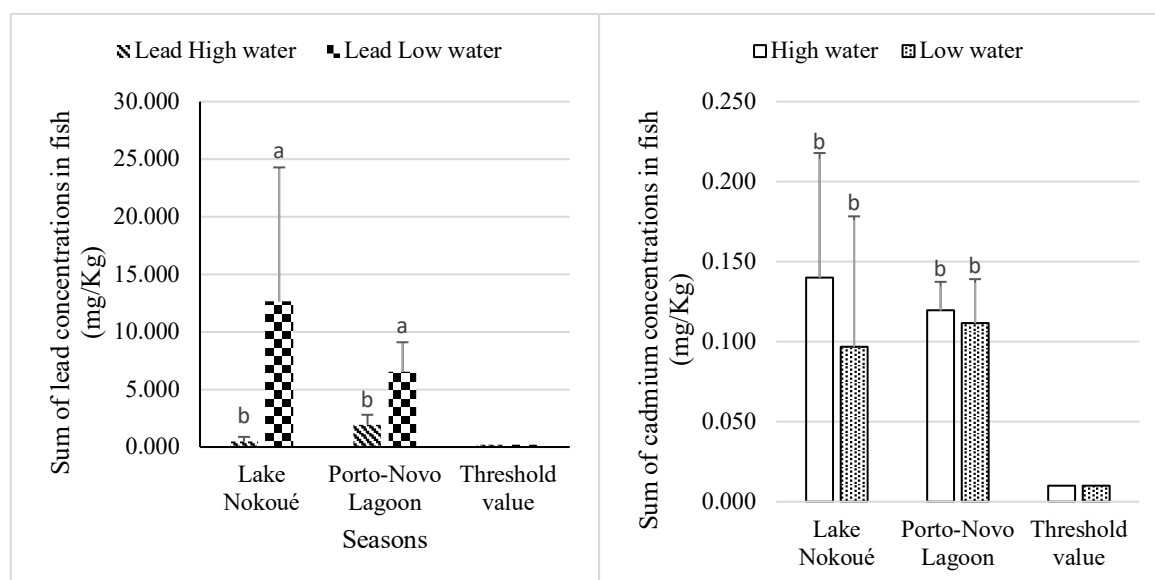 Lead High water
Lead Low water
Sum of lead concentrations in fish
(mg/Kg)
30.000
25.000
20.000
15.000
10.000
5.000
0.000
a
b
a
b
Lake
Nokoué
Porto-Novo
Lagoon
Threshold
value
Seasons
High water
Low water
Sum of cadmium concentrations in fish
(mg/Kg)
0.250
0.200
0.150
0.100
0.050
0.000
b
b
b
b
Lake
Nokoué
Porto-Novo
Lagoon
Threshold
value